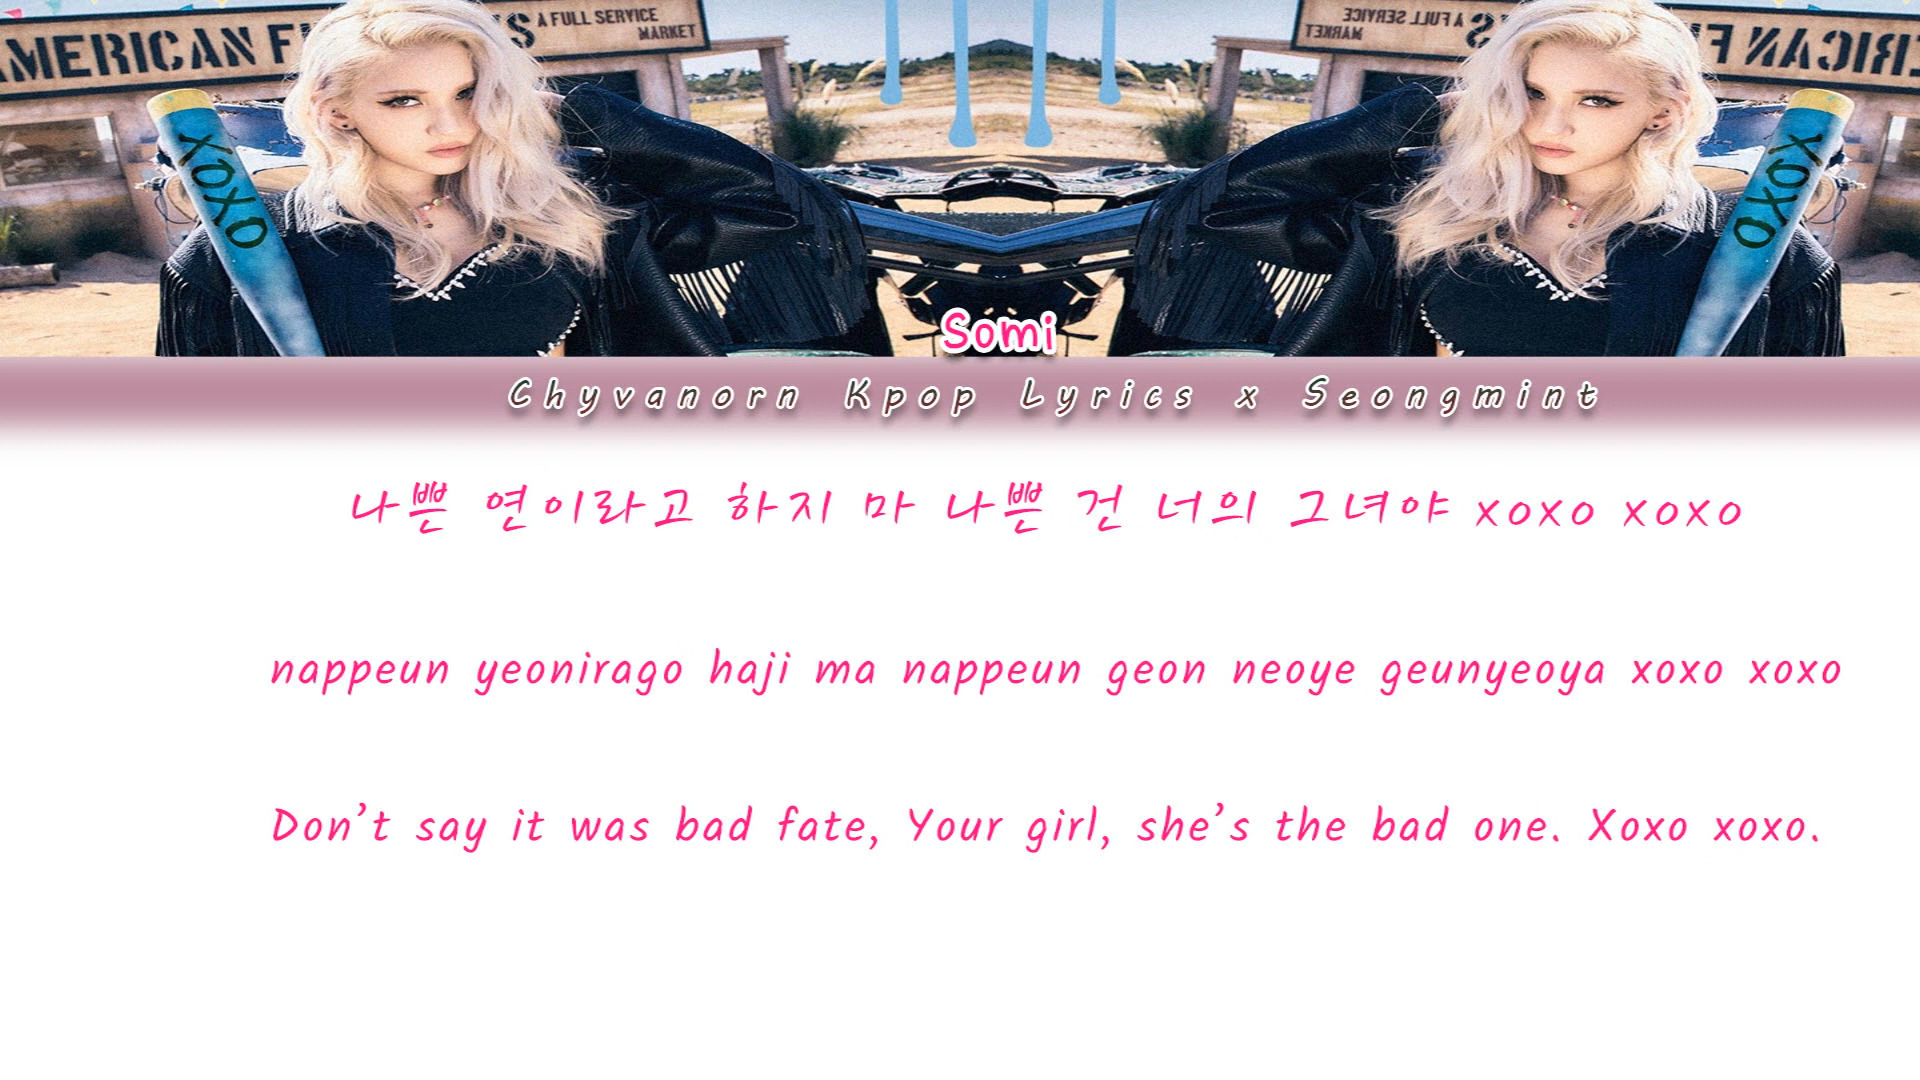 AMERICAN F
S A FULL SERVICE
MARKET
XOXO
A FULL SERVICE
MARKET
S
F
ERICAN
XOXO
Somi
Chyvanorn Kpop Lyrics x Seongmint
나쁜 연이라고 하지 마 나쁜 건 너의 그녀야 xoxo xoxo
nappeun yeonirago haji ma nappeun geon neoye geunyeoya xoxo xoxo
Don't say it was bad fate, Your girl, she's the bad one. Xoxo xoxo.